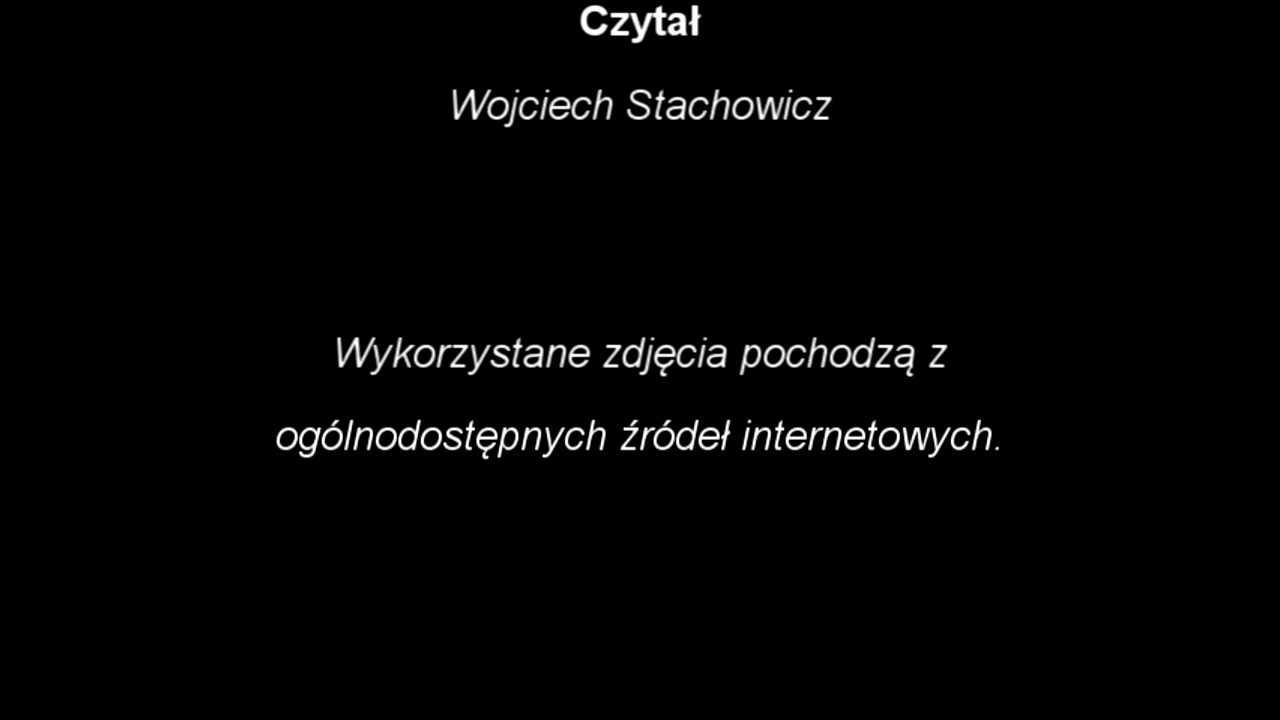 Czytał
Wojciech Stachowicz
Wykorzystane zdjęcia pochodzą z
ogólnodostępnych źródeł internetowych.